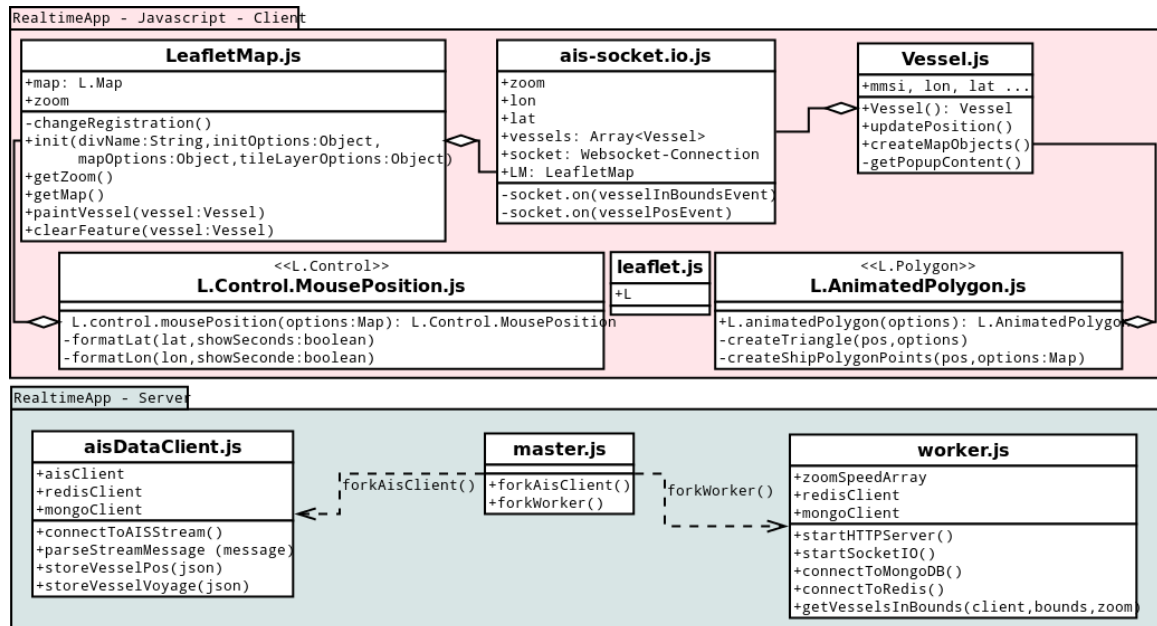 RealtimeApp - Javascript - Client
LeafletMap.js
+map: L.Map
+zoom
-changeRegistration()
+init(divName:String,initOptions:Object,
mapOptions:Object,tileLayerOptions:Object)
+getZoom()
+getMap()
+paintVessel(vessel:Vessel)
+clearFeature(vessel:Vessel)
ais-socket.io.js
+zoom
+lon
+lat
+vessels: Array<Vessel>
+socket: Websocket-Connection
+LM: LeafletMap
-socket.on(vesselInBoundsEvent)
-socket.on(vesselPosEvent)
Vessel.js
+mmsi, lon, lat ...
+Vessel(): Vessel
+updatePosition()
+createMapObjects()
-getPopupContent()
<<L.Control>>
L.Control.MousePosition.js
L.control.mousePosition(options:Map): L.Control.MousePosition
-formatLat(lat,showSeconds:boolean)
-formatLon(lon,showSeconde:boolean)
leaflet.js
+L
<<L.Polygon>>
L.AnimatedPolygon.js
+L.animatedPolygon(options): L.AnimatedPolygon
-createTriangle(pos,options)
-createShipPolygonPoints(pos,options:Map)
RealtimeApp - Server
aisDataClient.js
+aisClient
+redisClient
+mongoClient
+connectToAISStream()
+parseStreamMessage (message)
+storeVesselPos(json)
+storeVesselVoyage(json)
forkAisClient()
master.js
+forkAisClient()
+forkWorker()
forkWorker()
worker.js
+zoomSpeedArray
+redisClient
+mongoClient
+startHTTPServer()
+startSocketIO()
+connectToMongoDB()
+connectToRedis()
+getVesselsInBounds(client,bounds,zoom)